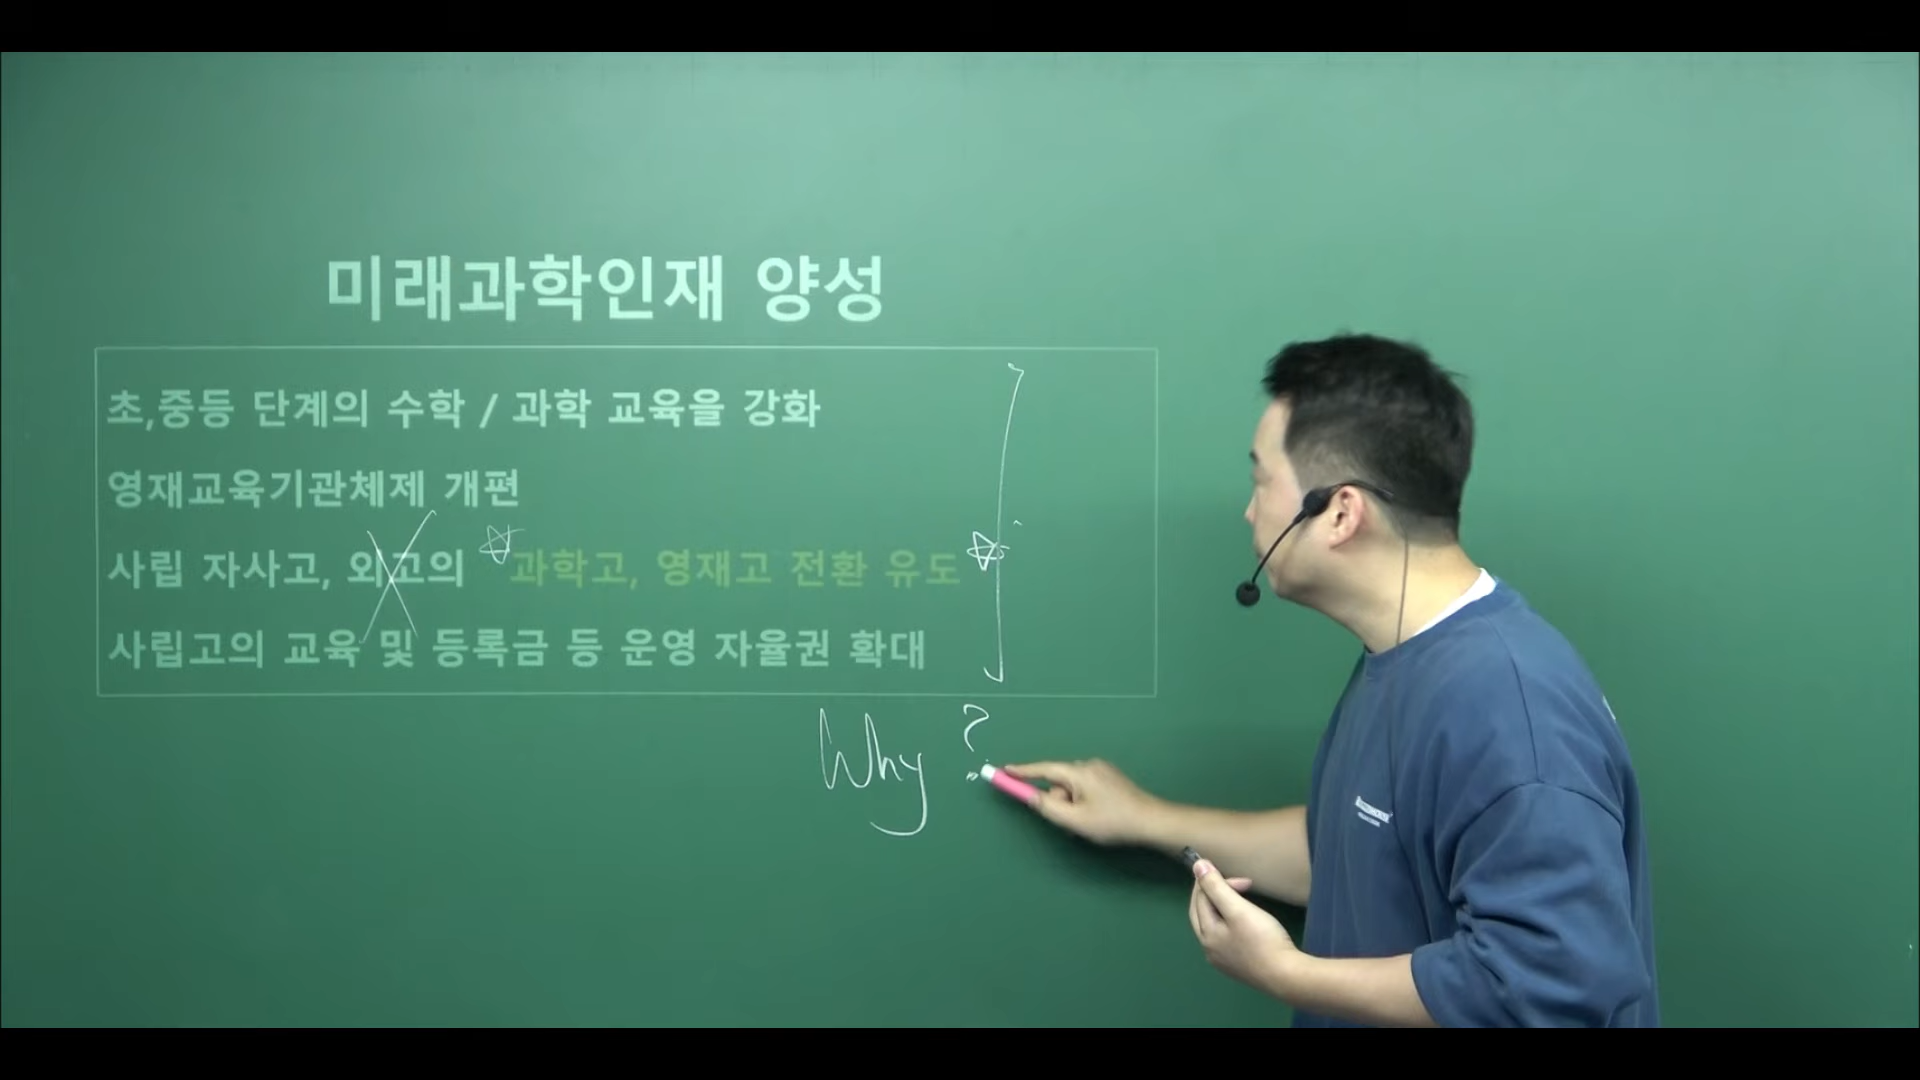 미래과학인재 양성
초,중등 단계의 수학 / 과학 교육을 강화
영재교육기관체제 개편
사립 자사고, 외고의 과학고, 영재고 전환 유도
사립고의 교육 및 등록금 등 운영 자율권 확대
Why ?